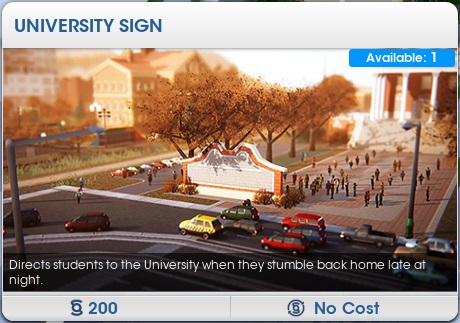 UNIVERSITY SIGN
Available: 1
Directs students to the University when they stumble back home late at
night.
200
No Cost